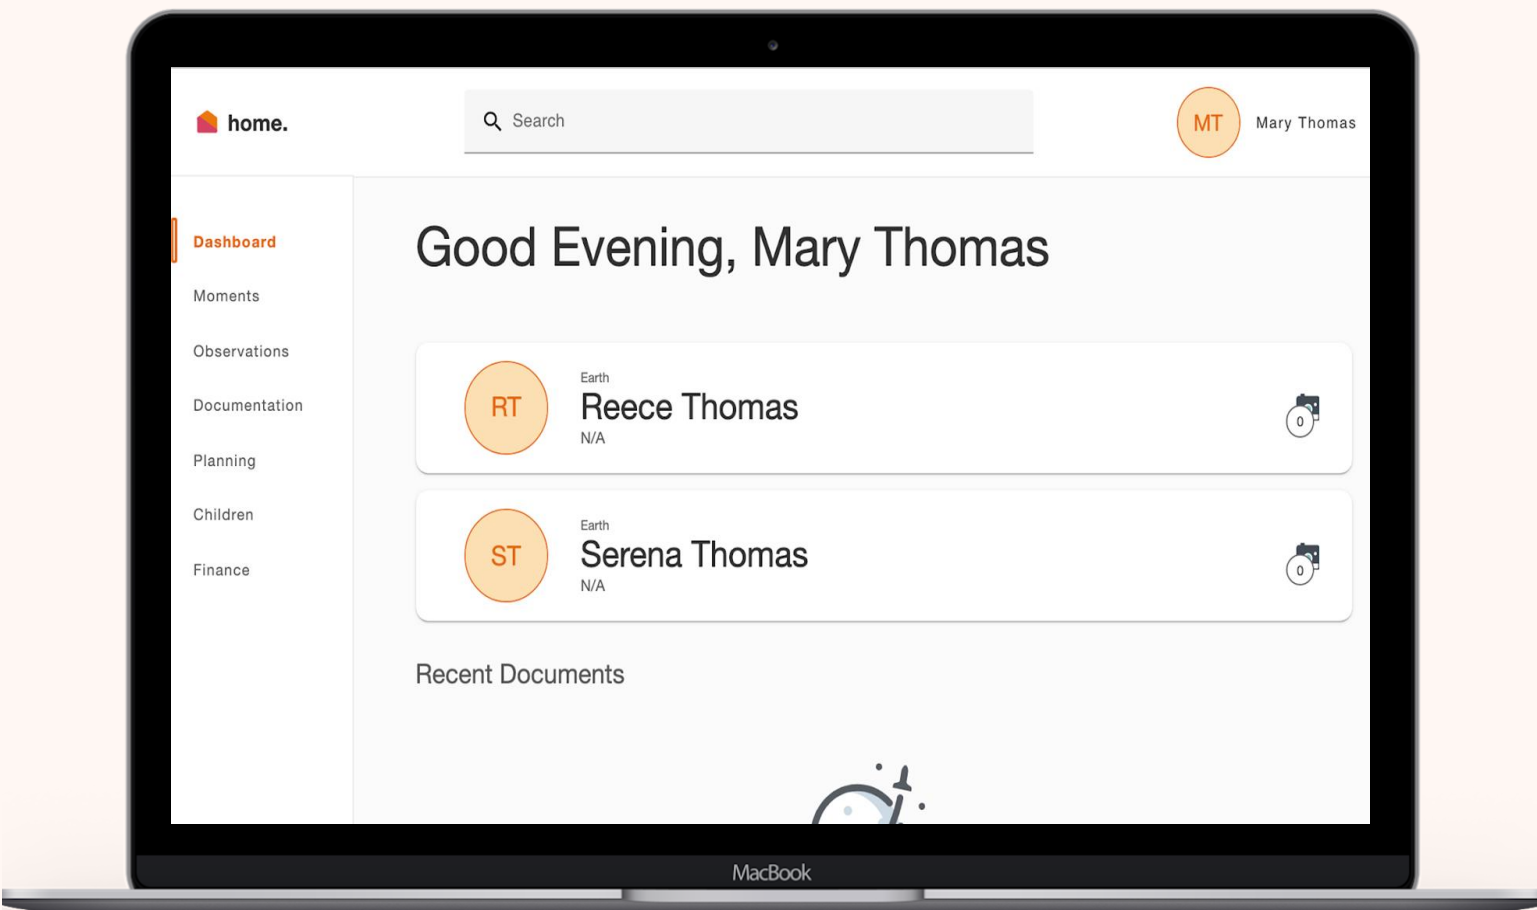 home.
Search
MT
Mary Thomas
Dashboard
Moments
Observations
Documentation
Planning
Children
Finance
Good Evening, Mary Thomas
RT
Earth
Reece Thomas
N/A
0
ST
Earth
Serena Thomas
N/A
0
Recent Documents
MacBook